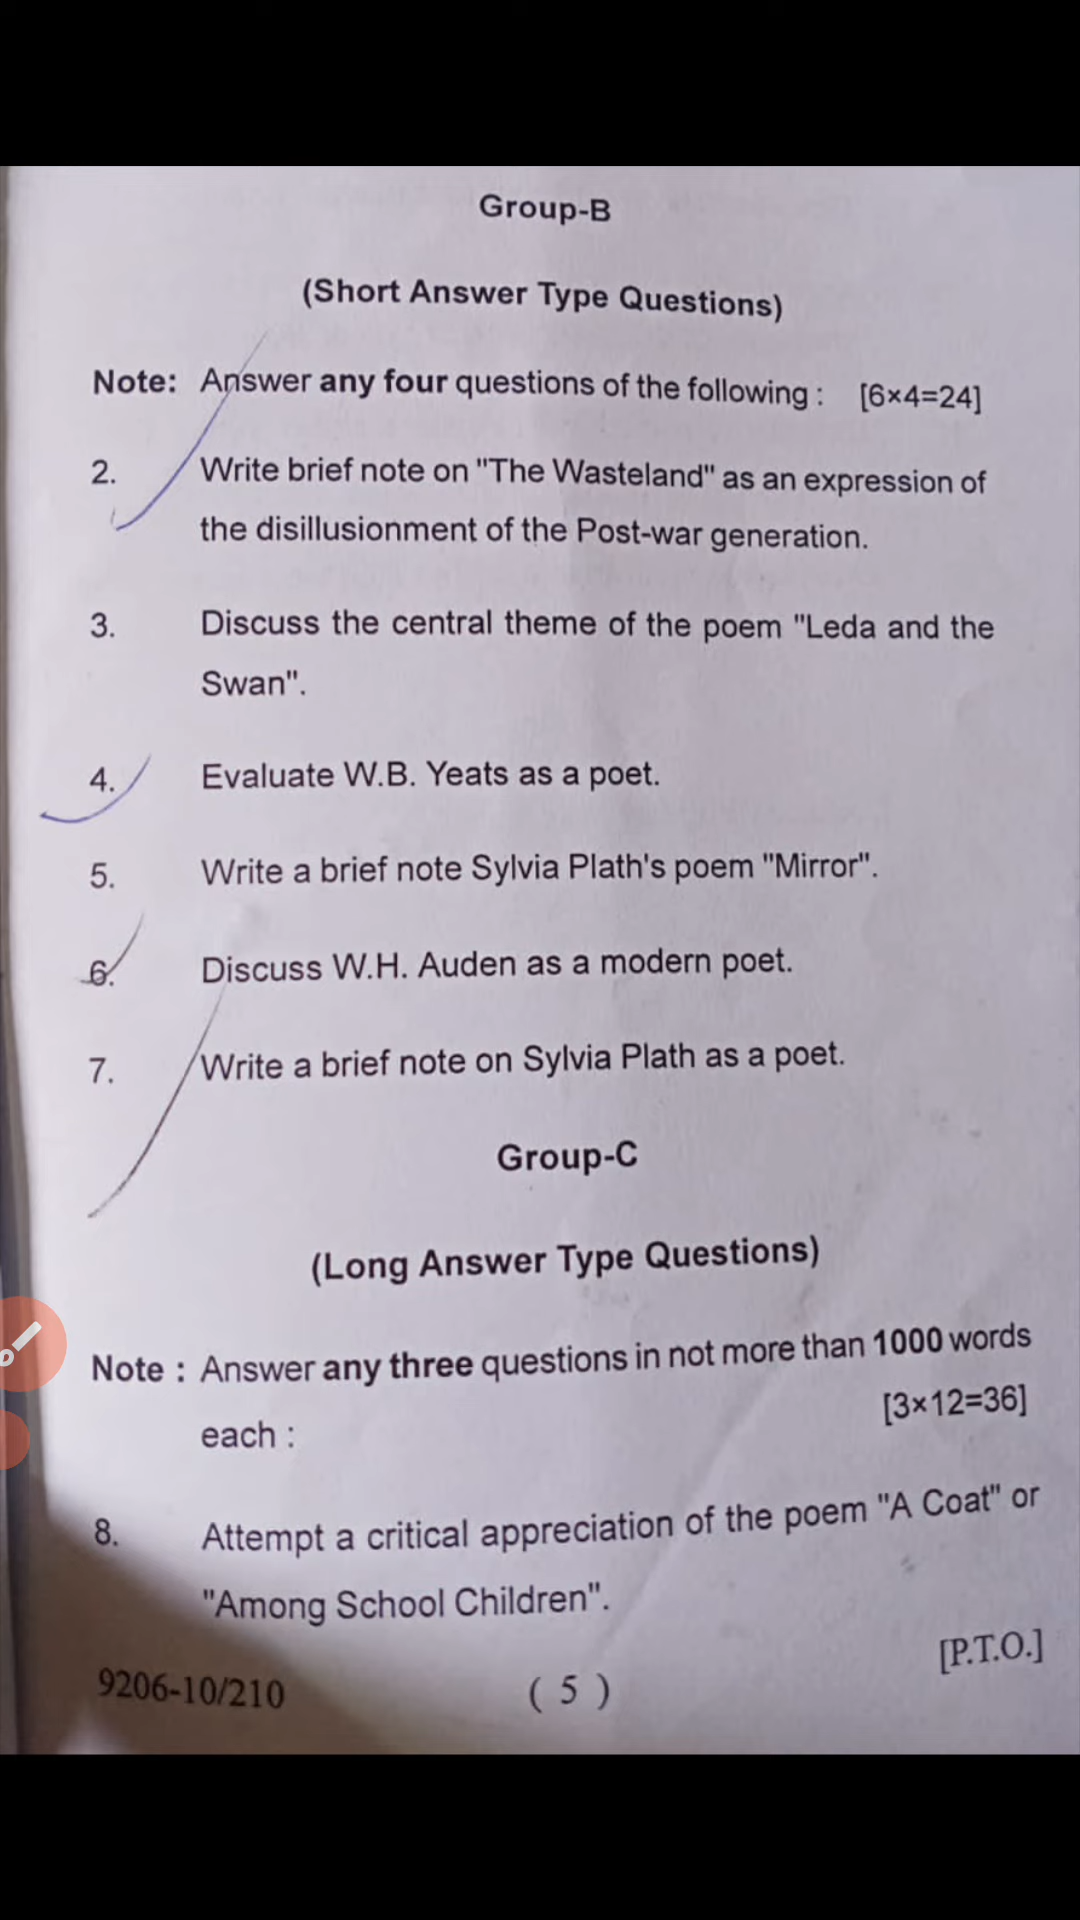 Group-B
(Short Answer Type Questions)
Note: Answer any four questions of the following : [6×4=24]
2. Write brief note on "The Wasteland" as an expression of
the disillusionment of the Post-war generation.
3. Discuss the central theme of the poem "Leda and the
Swan".
4. Evaluate W.B. Yeats as a poet.
5. Write a brief note Sylvia Plath's poem "Mirror".
6. Discuss W.H. Auden as a modern poet.
7. Write a brief note on Sylvia Plath as a poet.
Group-C
(Long Answer Type Questions)
Note : Answer any three questions in not more than 1000 words
each : [3×12=36]
8. Attempt a critical appreciation of the poem "A Coat" or
"Among School Children".
[P.T.O.]
9206-10/210 ( 5 )